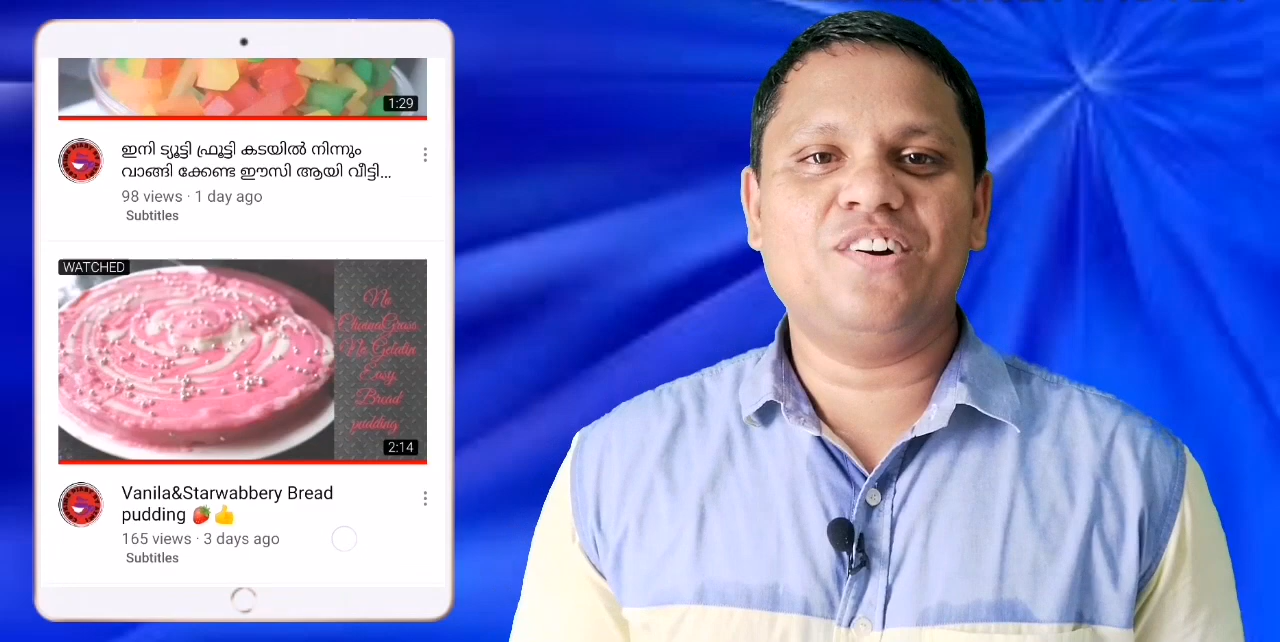 1:29
ഇനി ട്യൂട്ടി ഫ്രൂട്ടി കടയിൽ നിന്നും
വാങ്ങി ക്കേണ്ട ഈസി ആയി വീട്ടി...
98 views · 1 day ago
Subtitles
WATCHED
No
ChinaGrass
No Gelatin
Easy
Bread
pudding
2:14
Vanila&Starwabbery Bread
pudding 🍓👍
165 views · 3 days ago
Subtitles